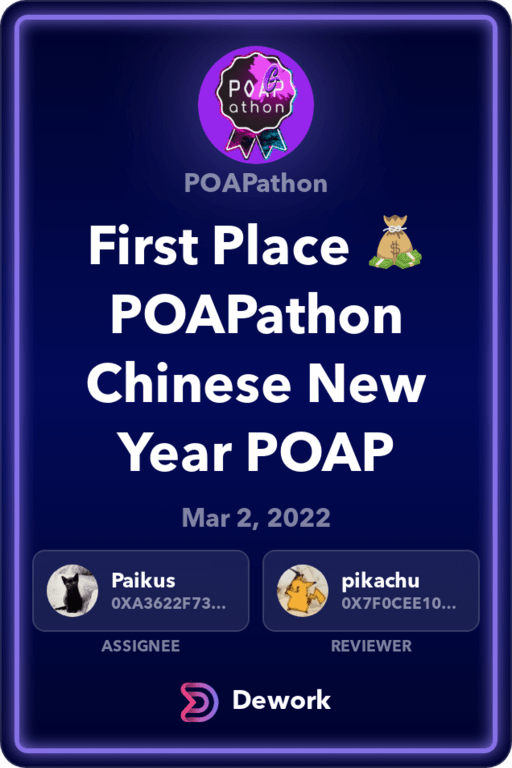 POAP
athon
POAPathon
First Place 💰
POAPathon
Chinese New
Year POAP
Mar 2, 2022
Paikus
0XA3622F73...
pikachu
0X7F0CEE10...
ASSIGNEE
REVIEWER
Dework